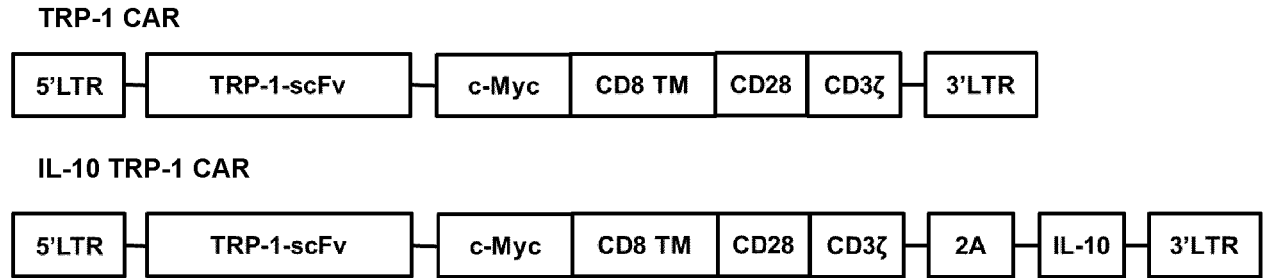 TRP-1 CAR
5'LTR TRP-1-scFv c-Myc CD8 TM CD28 CD3ζ 3'LTR
IL-10 TRP-1 CAR
5'LTR TRP-1-scFv c-Myc CD8 TM CD28 CD3ζ 2A IL-10 3'LTR